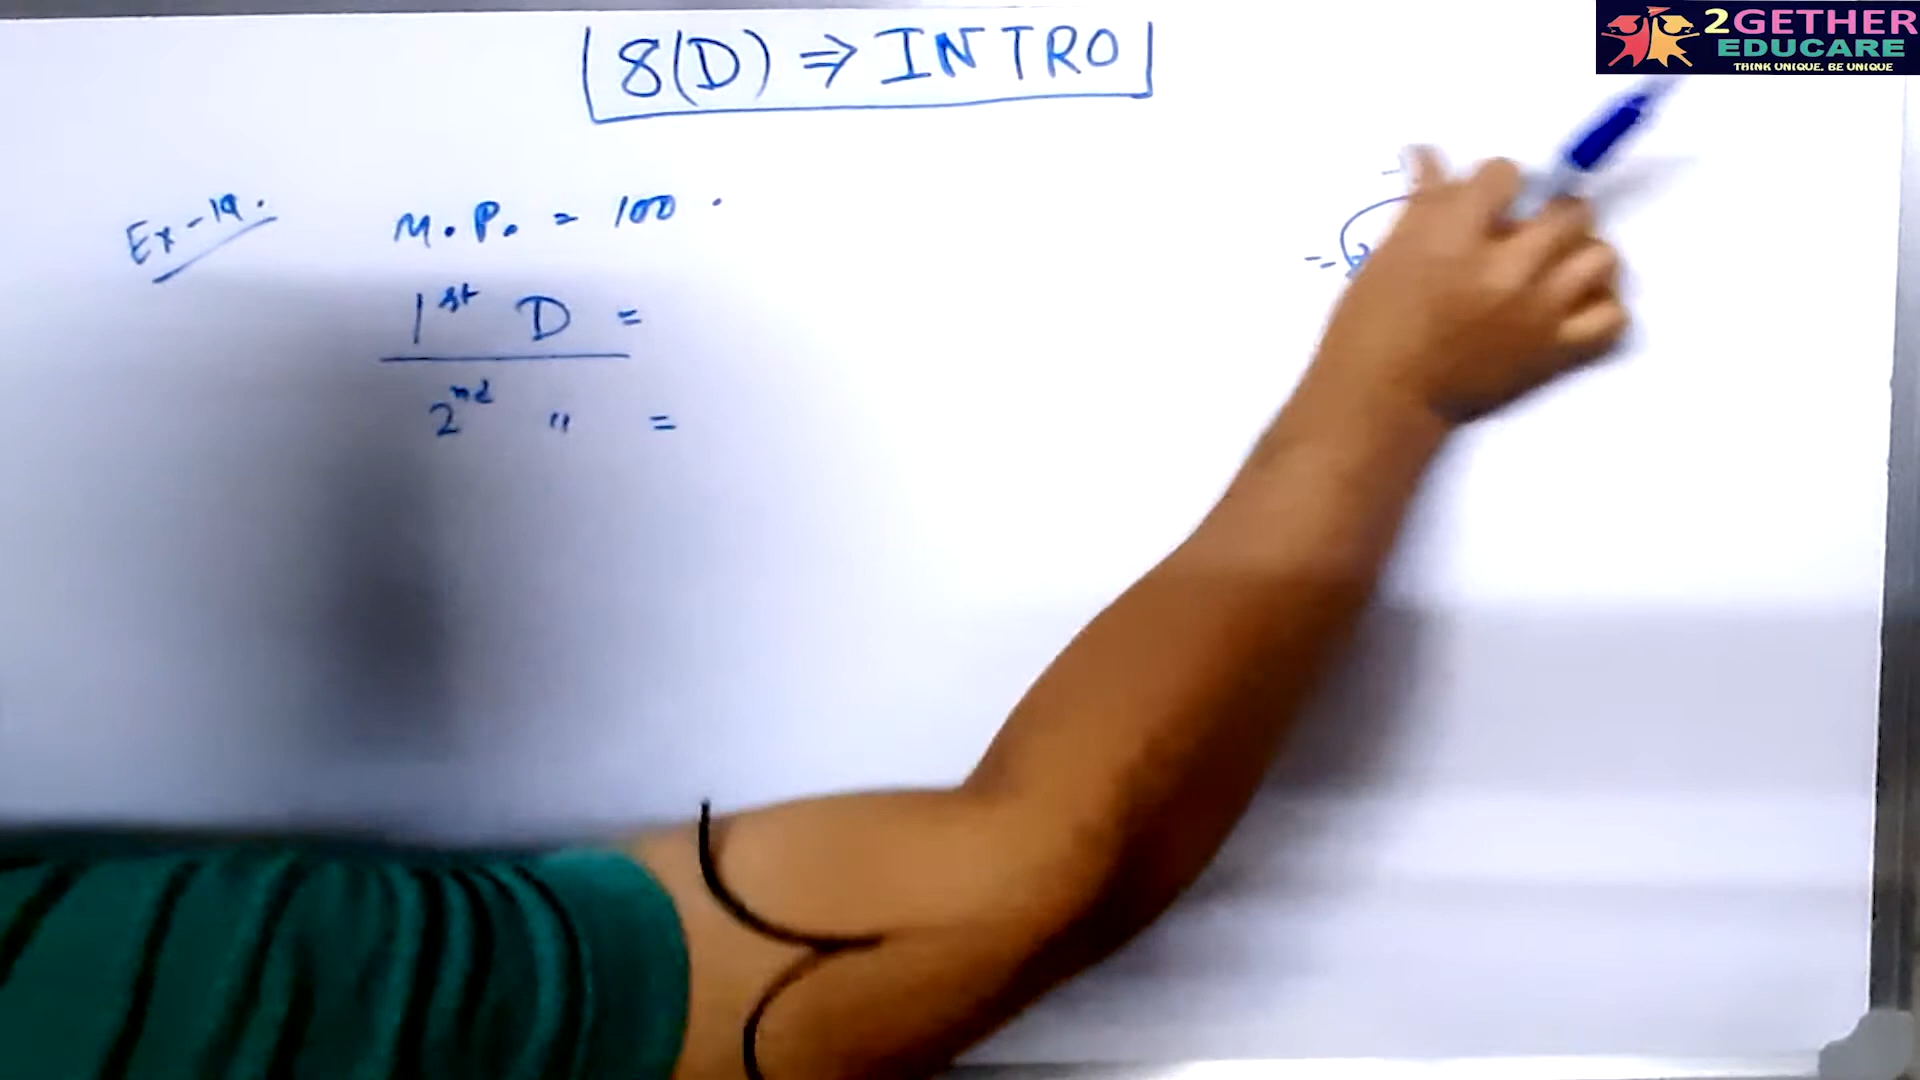 8(D) ⇒ INTRO
2GETHER
EDUCARE
THINK UNIQUE. BE UNIQUE
Ex-19.
M.P. = 100.
1st D =
2nd " =